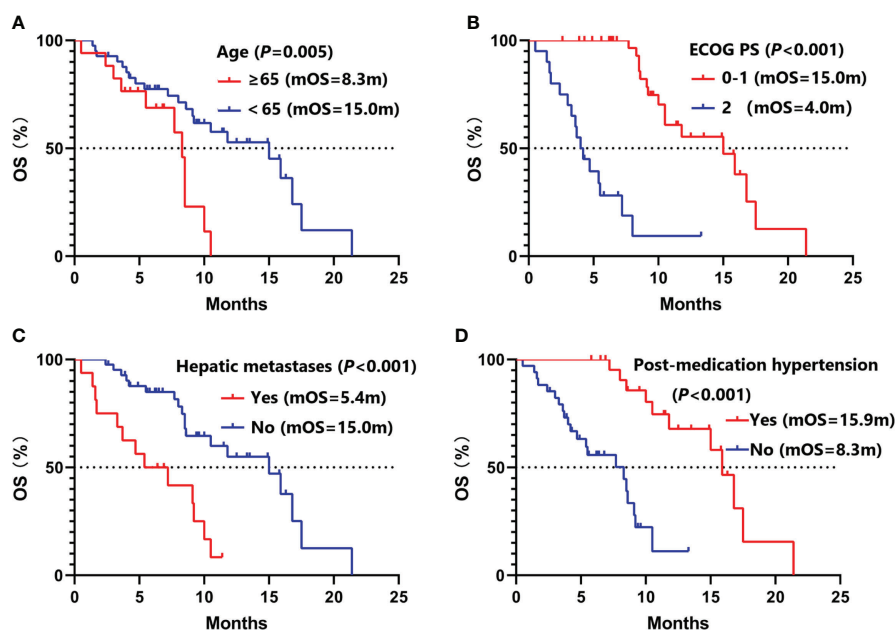 A
Age (P=0.005)
≥65 (mOS=8.3m)
< 65 (mOS=15.0m)
OS (%)
100
50
0
0 5 10 15 20 25
Months
B
ECOG PS (P<0.001)
0-1 (mOS=15.0m)
2 (mOS=4.0m)
OS (%)
100
50
0
0 5 10 15 20 25
Months
C
Hepatic metastases (P<0.001)
Yes (mOS=5.4m)
No (mOS=15.0m)
OS (%)
100
50
0
0 5 10 15 20 25
Months
D
Post-medication hypertension
(P<0.001)
Yes (mOS=15.9m)
No (mOS=8.3m)
OS (%)
100
50
0
0 5 10 15 20 25
Months